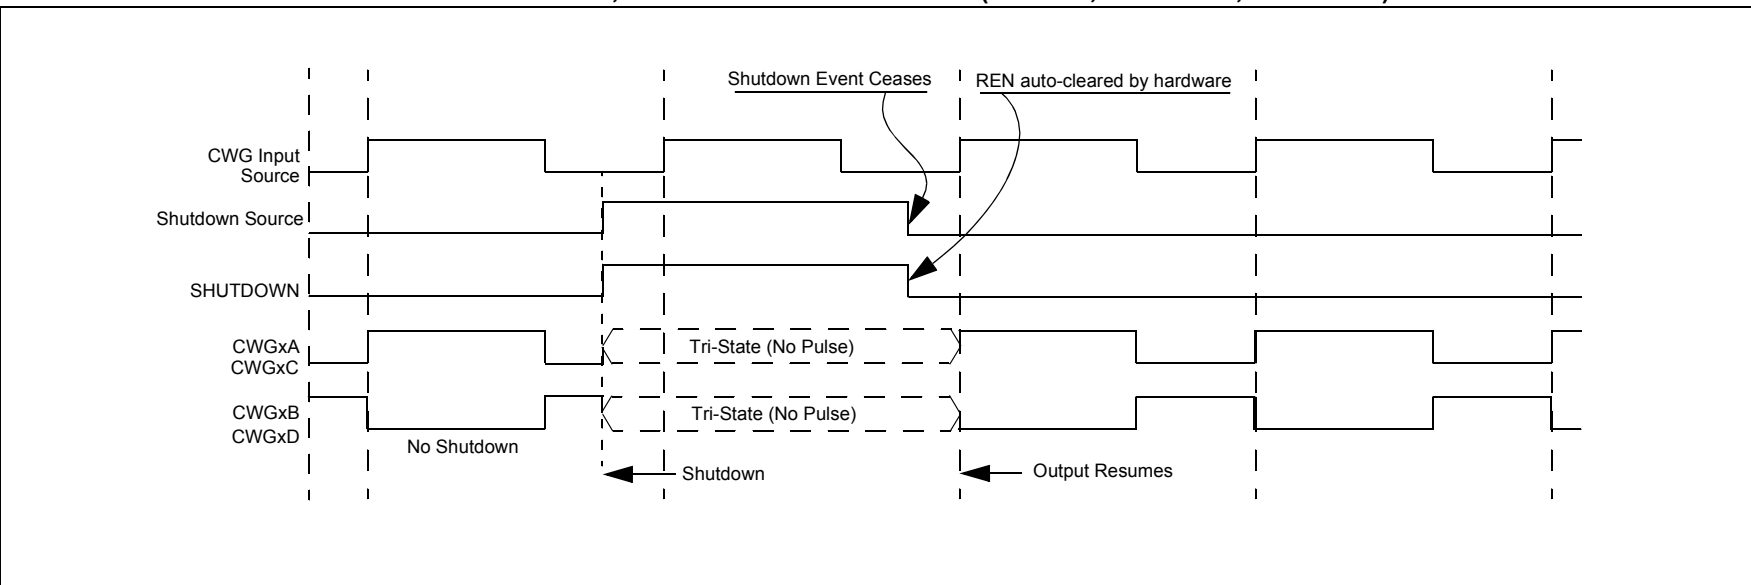 Shutdown Event Ceases
REN auto-cleared by hardware
CWG Input
Source
Shutdown Source
SHUTDOWN
CWGxA
CWGxC
Tri-State (No Pulse)
CWGxB
CWGxD
Tri-State (No Pulse)
No Shutdown
Shutdown
Output Resumes